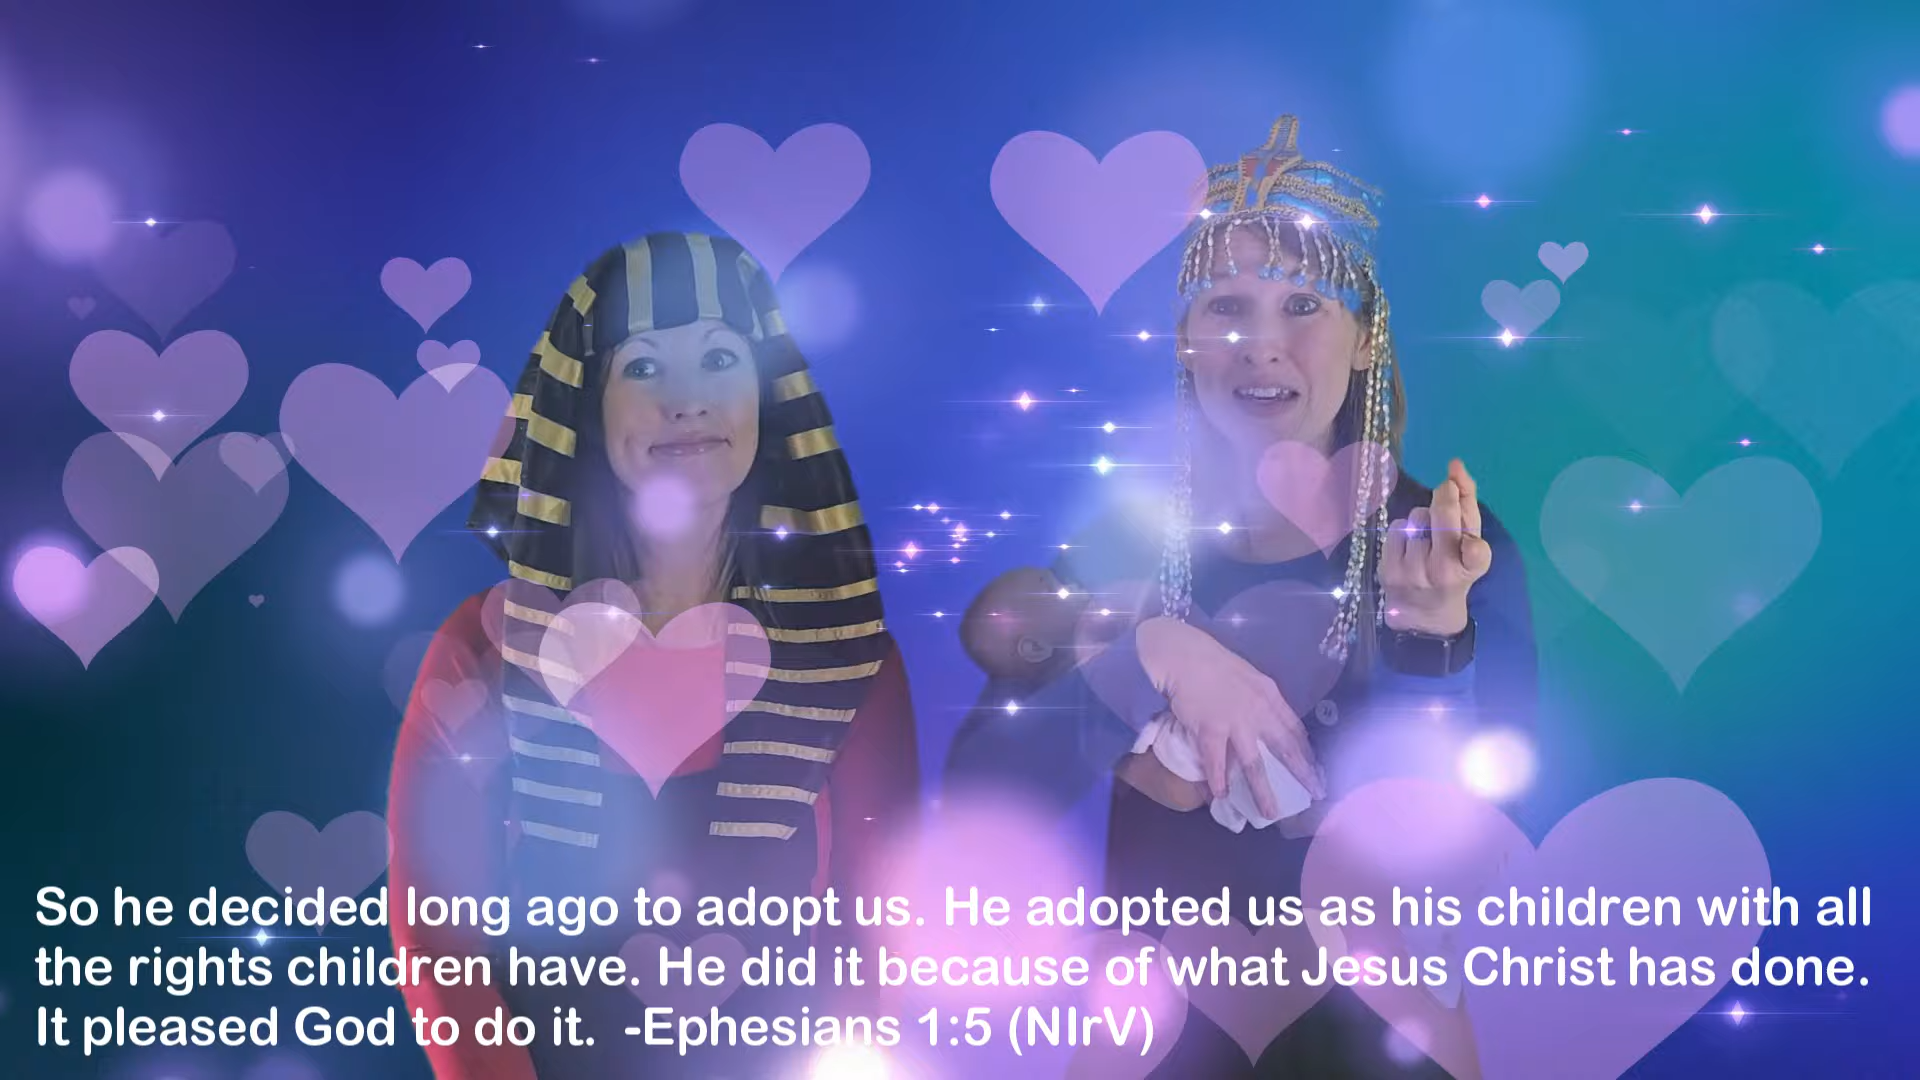 So he decided long ago to adopt us. He adopted us as his children with all
the rights children have. He did it because of what Jesus Christ has done.
It pleased God to do it.  -Ephesians 1:5 (NIrV)